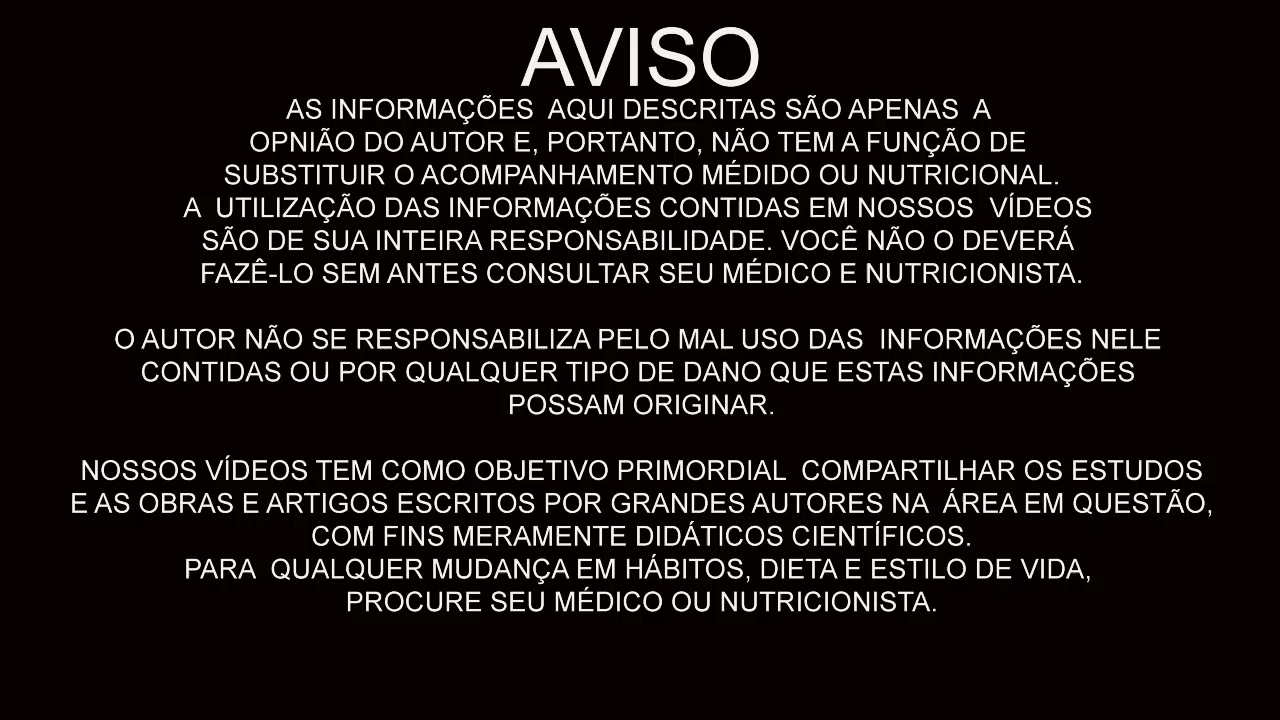 AVISO
AS INFORMAÇÕES AQUI DESCRITAS SÃO APENAS A
OPNIÃO DO AUTOR E, PORTANTO, NÃO TEM A FUNÇÃO DE
SUBSTITUIR O ACOMPANHAMENTO MÉDIDO OU NUTRICIONAL.
A UTILIZAÇÃO DAS INFORMAÇÕES CONTIDAS EM NOSSOS VÍDEOS
SÃO DE SUA INTEIRA RESPONSABILIDADE. VOCÊ NÃO O DEVERÁ
FAZÊ-LO SEM ANTES CONSULTAR SEU MÉDICO E NUTRICIONISTA.
O AUTOR NÃO SE RESPONSABILIZA PELO MAL USO DAS INFORMAÇÕES NELE
CONTIDAS OU POR QUALQUER TIPO DE DANO QUE ESTAS INFORMAÇÕES
POSSAM ORIGINAR.
NOSSOS VÍDEOS TEM COMO OBJETIVO PRIMORDIAL COMPARTILHAR OS ESTUDOS
E AS OBRAS E ARTIGOS ESCRITOS POR GRANDES AUTORES NA ÁREA EM QUESTÃO,
COM FINS MERAMENTE DIDÁTICOS CIENTÍFICOS.
PARA QUALQUER MUDANÇA EM HÁBITOS, DIETA E ESTILO DE VIDA,
PROCURE SEU MÉDICO OU NUTRICIONISTA.